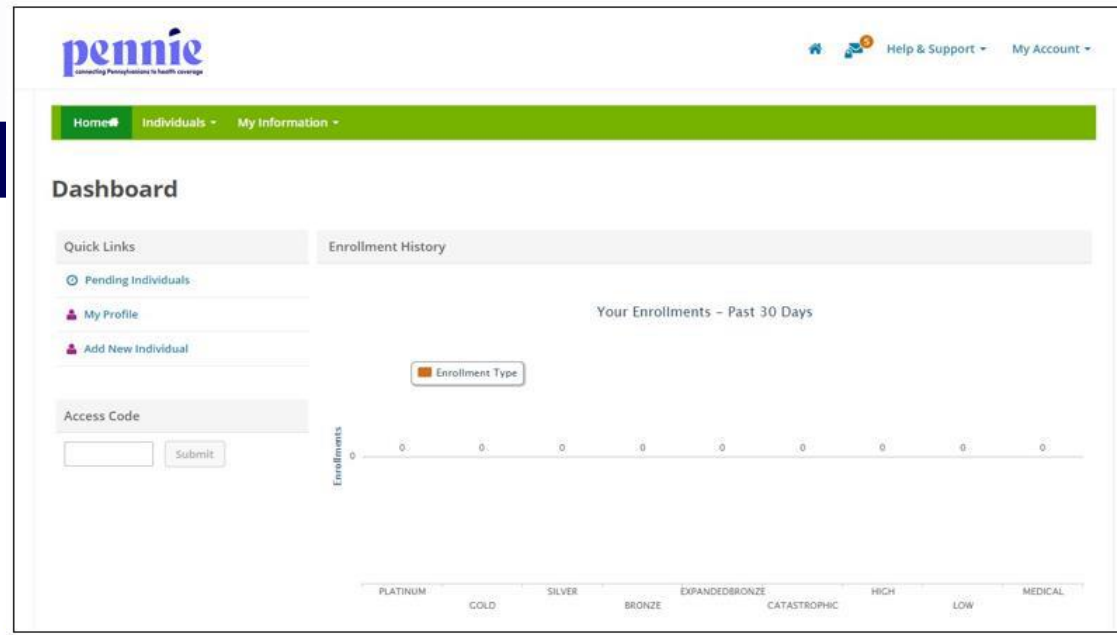 pennie
connecting Pennsylvanians to health coverage
5
Help & Support
My Account
Home
Individuals
My Information
Dashboard
Quick Links
Pending Individuals
My Profile
Add New Individual
Access Code
Submit
Enrollment History
Your Enrollments – Past 30 Days
Enrollment Type
Enrollments
0
0 0 0 0 0 0 0 0 0
PLATINUM SILVER EXPANDEDBRONZE HIGH MEDICAL
GOLD BRONZE CATASTROPHIC LOW